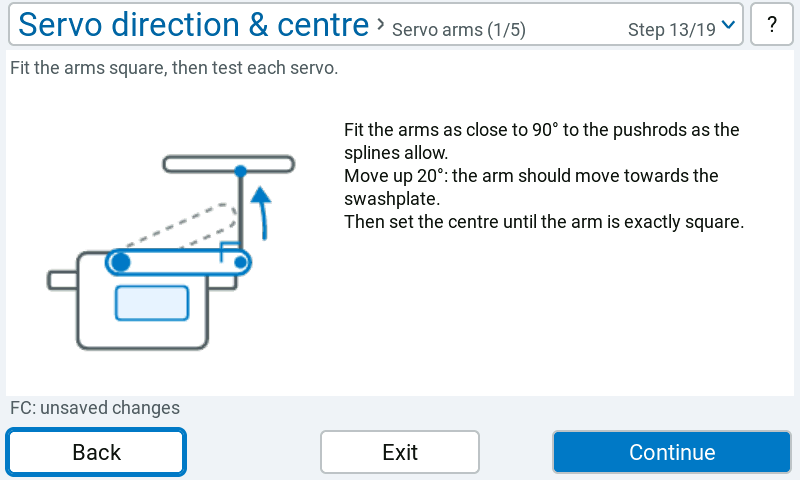 Servo direction & centre › Servo arms (1/5) Step 13/19 ?
Fit the arms square, then test each servo.
Fit the arms as close to 90° to the pushrods as the
splines allow.
Move up 20°: the arm should move towards the
swashplate.
Then set the centre until the arm is exactly square.
FC: unsaved changes
Back Exit Continue